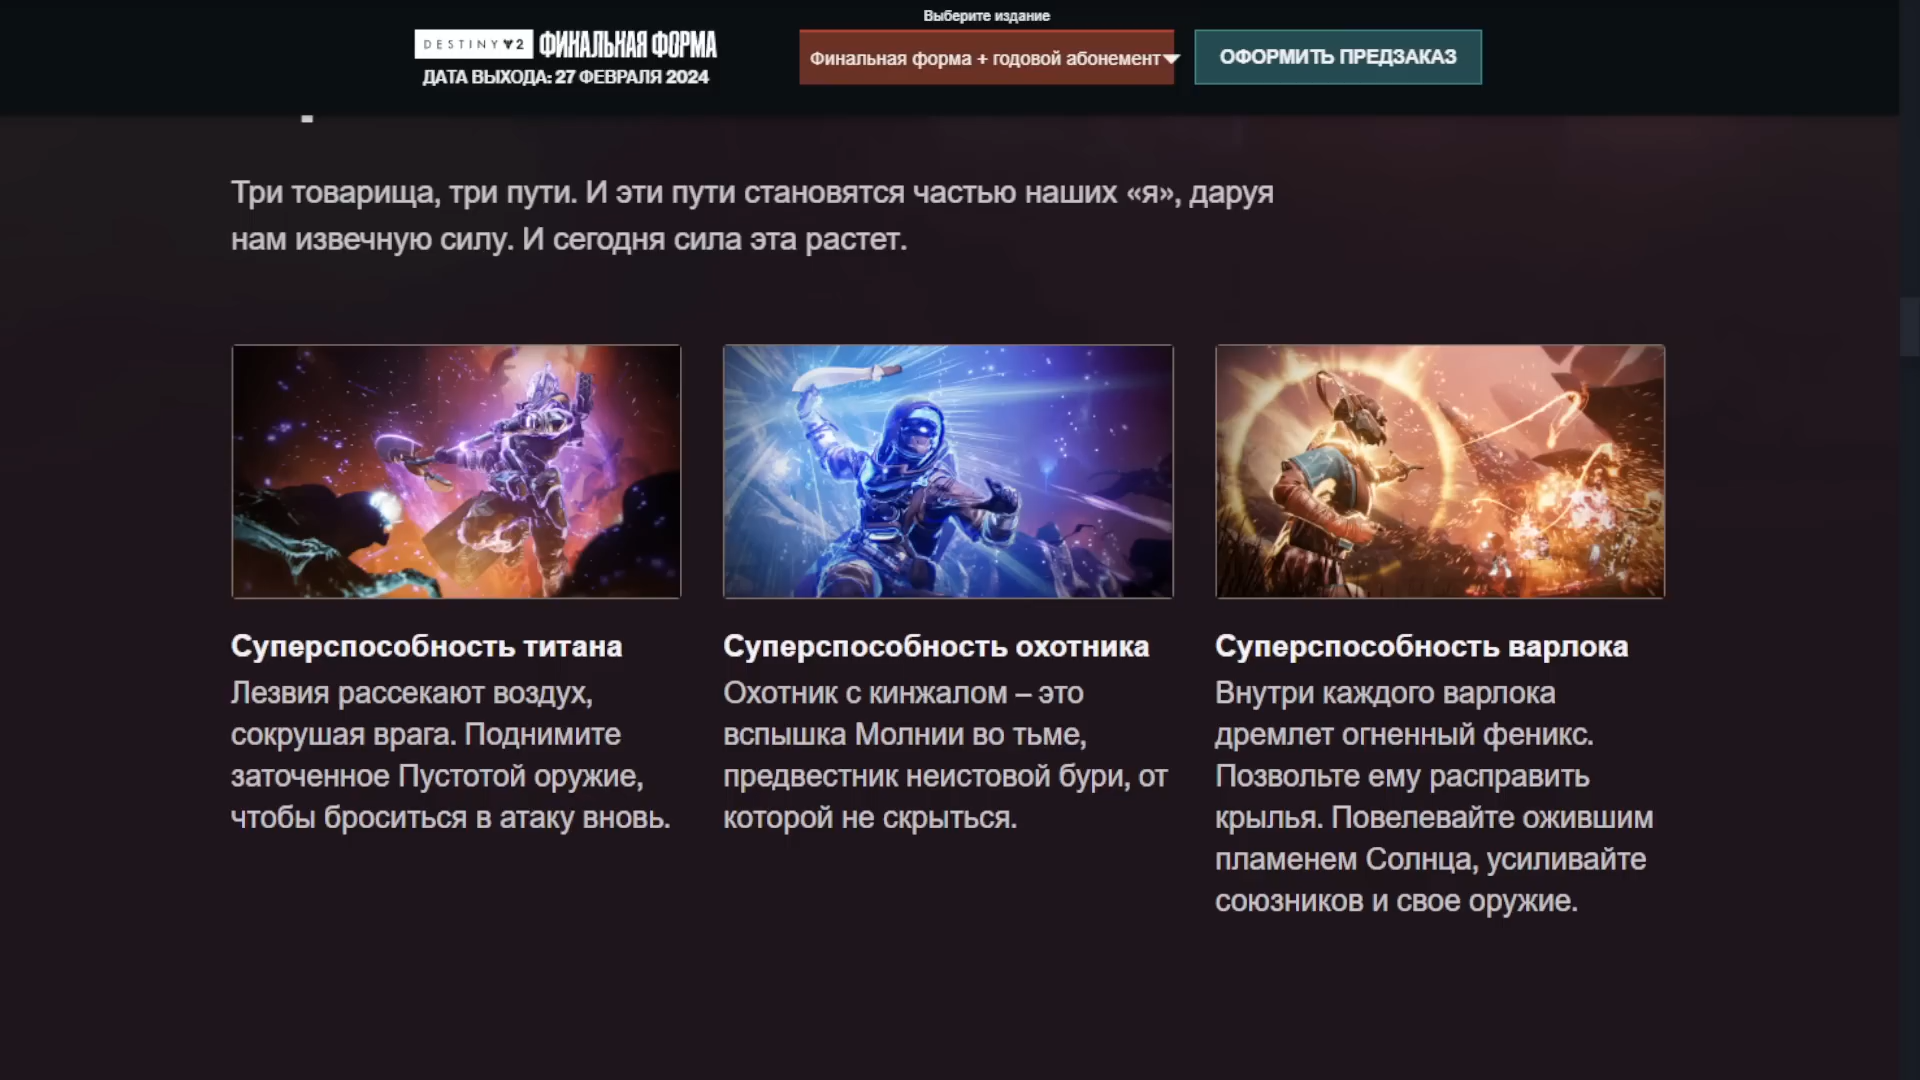 Выберите издание
DESTINY 2 ФИНАЛЬНАЯ ФОРМА
ДАТА ВЫХОДА: 27 ФЕВРАЛЯ 2024
Финальная форма + годовой абонемент
ОФОРМИТЬ ПРЕДЗАКАЗ
Три товарища, три пути. И эти пути становятся частью наших «я», даруя
нам извечную силу. И сегодня сила эта растет.
Суперспособность титана
Лезвия рассекают воздух,
сокрушая врага. Поднимите
заточенное Пустотой оружие,
чтобы броситься в атаку вновь.
Суперспособность охотника
Охотник с кинжалом – это
вспышка Молнии во тьме,
предвестник неистовой бури, от
которой не скрыться.
Суперспособность варлока
Внутри каждого варлока
дремлет огненный феникс.
Позвольте ему расправить
крылья. Повелевайте ожившим
пламенем Солнца, усиливайте
союзников и свое оружие.